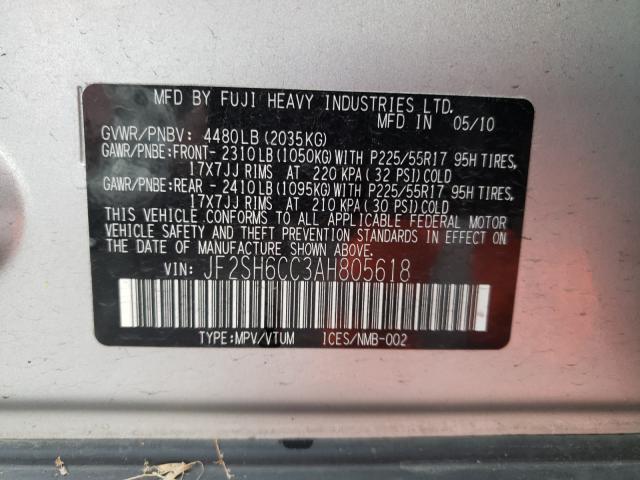 MFD BY FUJI HEAVY INDUSTRIES LTD.
MFD IN 05/10
GVWR/PNBV: 4480LB (2035KG)
GAWR/PNBE:FRONT- 2310LB (1050KG) WITH P225/55R17 95H TIRES,
17X7JJ RIMS AT 220 KPA (32 PSI) COLD
GAWR/PNBE:REAR - 2410LB (1095KG) WITH P225/55R17 95H TIRES,
17X7JJ RIMS AT 210 KPA (30 PSI) COLD
THIS VEHICLE CONFORMS TO ALL APPLICABLE FEDERAL MOTOR
VEHICLE SAFETY AND THEFT PREVENTION STANDARDS IN EFFECT ON
THE DATE OF MANUFACTURE SHOWN ABOVE.
VIN: JF2SH6CC3AH805618
TYPE:MPV/VTUM ICES/NMB-002